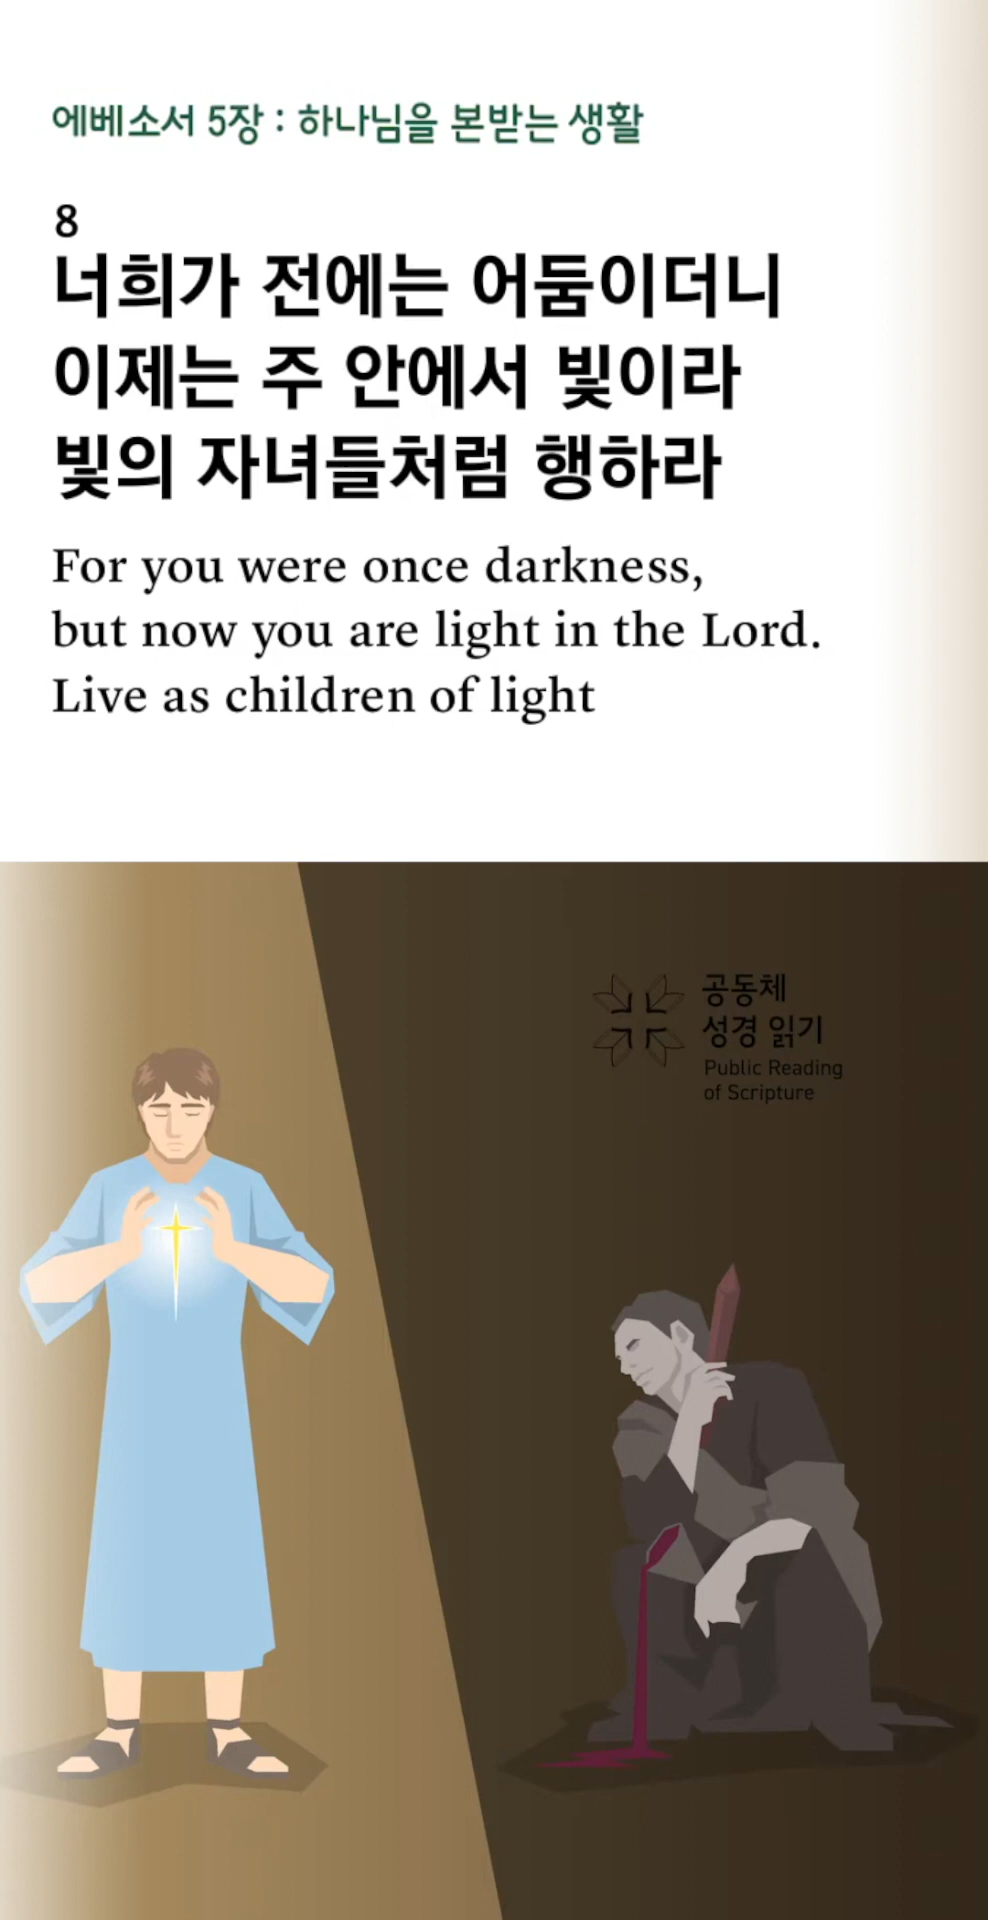 에베소서 5장 : 하나님을 본받는 생활
8
너희가 전에는 어둠이더니
이제는 주 안에서 빛이라
빛의 자녀들처럼 행하라
For you were once darkness,
but now you are light in the Lord.
Live as children of light
공동체
성경 읽기
Public Reading
of Scripture